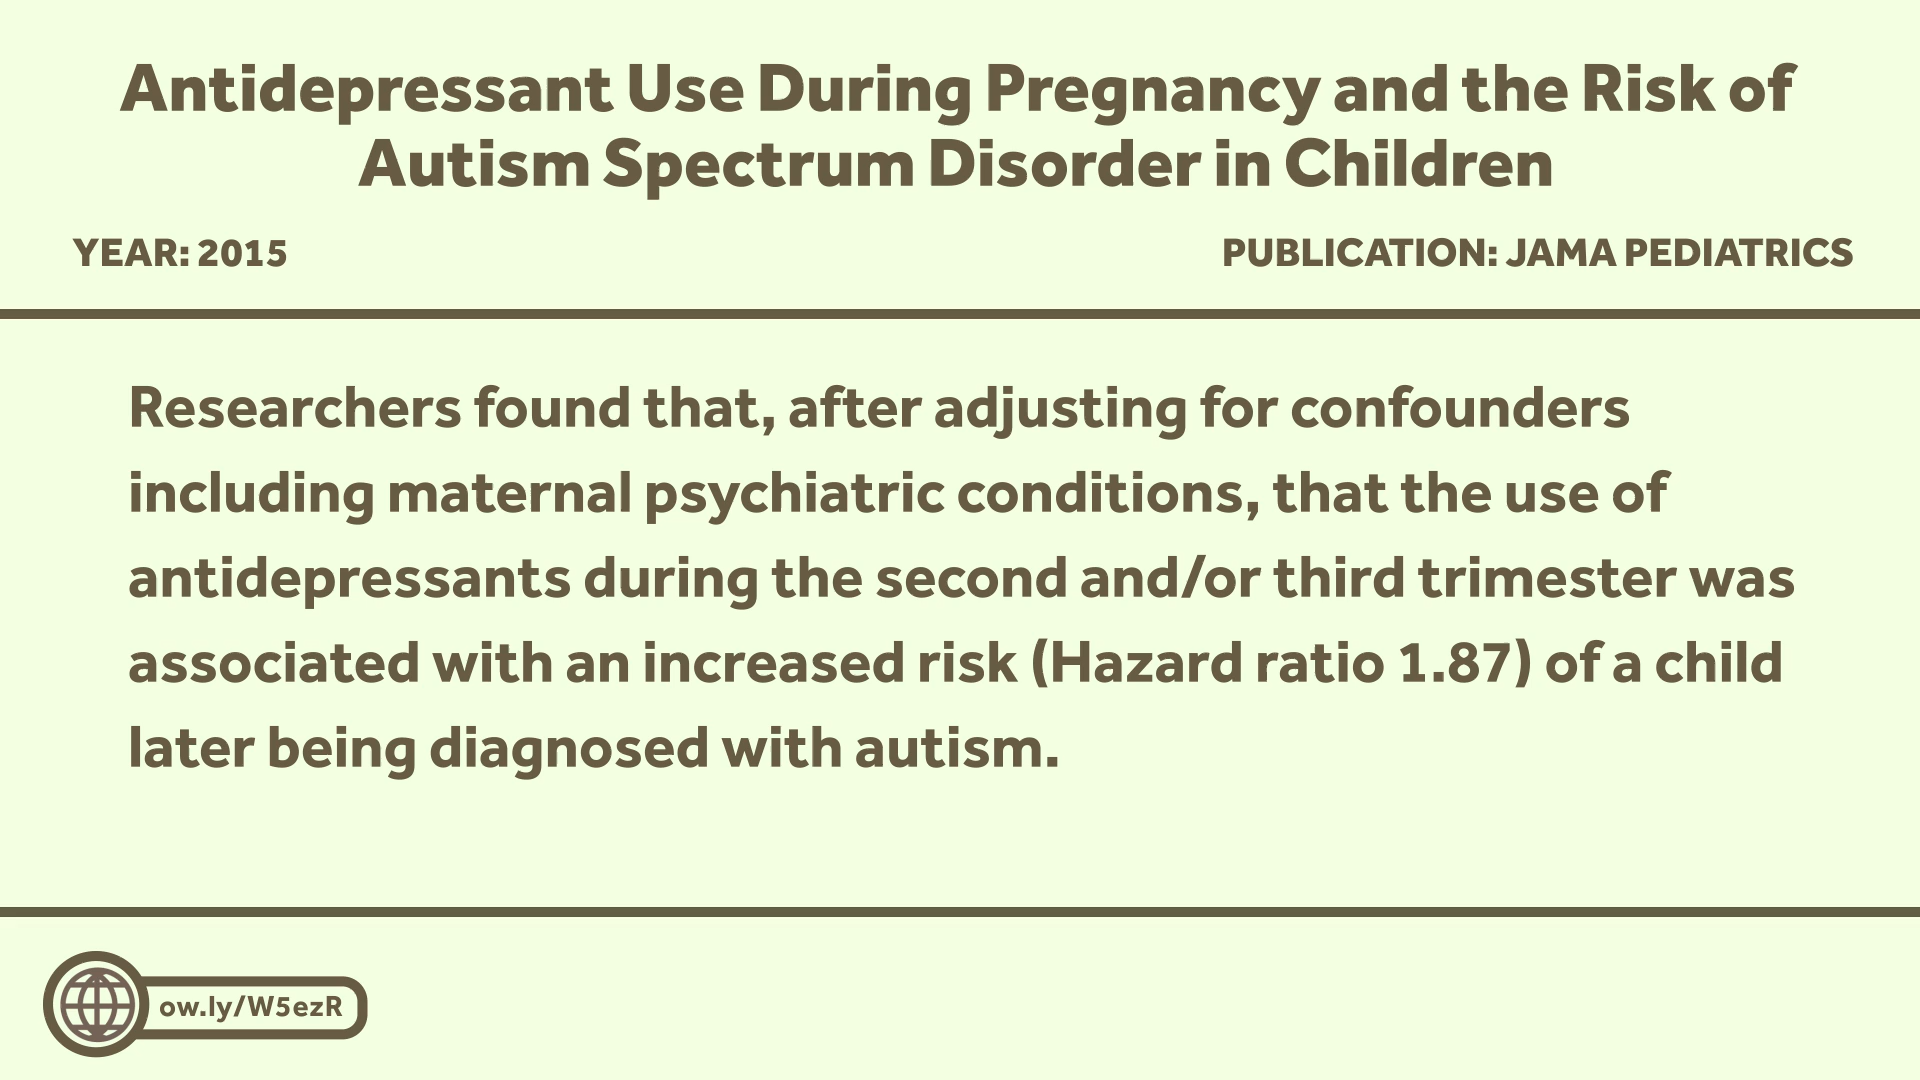 Antidepressant Use During Pregnancy and the Risk of
Autism Spectrum Disorder in Children
YEAR: 2015
PUBLICATION: JAMA PEDIATRICS
Researchers found that, after adjusting for confounders
including maternal psychiatric conditions, that the use of
antidepressants during the second and/or third trimester was
associated with an increased risk (Hazard ratio 1.87) of a child
later being diagnosed with autism.
ow.ly/W5ezR